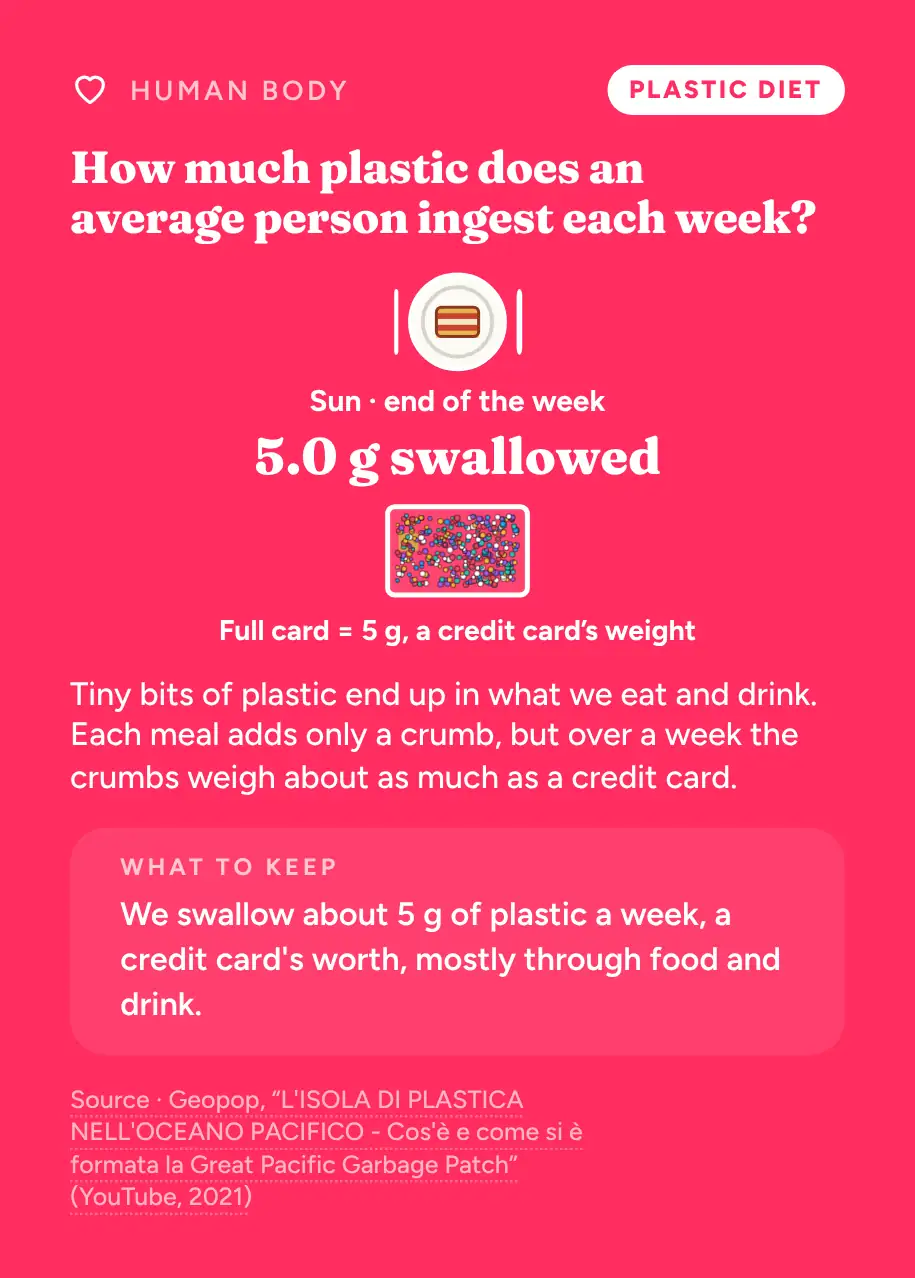 HUMAN BODY
PLASTIC DIET
How much plastic does an
average person ingest each week?
Sun · end of the week
5.0 g swallowed
Full card = 5 g, a credit card’s weight
Tiny bits of plastic end up in what we eat and drink.
Each meal adds only a crumb, but over a week the
crumbs weigh about as much as a credit card.
WHAT TO KEEP
We swallow about 5 g of plastic a week, a
credit card's worth, mostly through food and
drink.
Source · Geopop, “L'ISOLA DI PLASTICA
NELL'OCEANO PACIFICO - Cos'è e come si è
formata la Great Pacific Garbage Patch”
(YouTube, 2021)